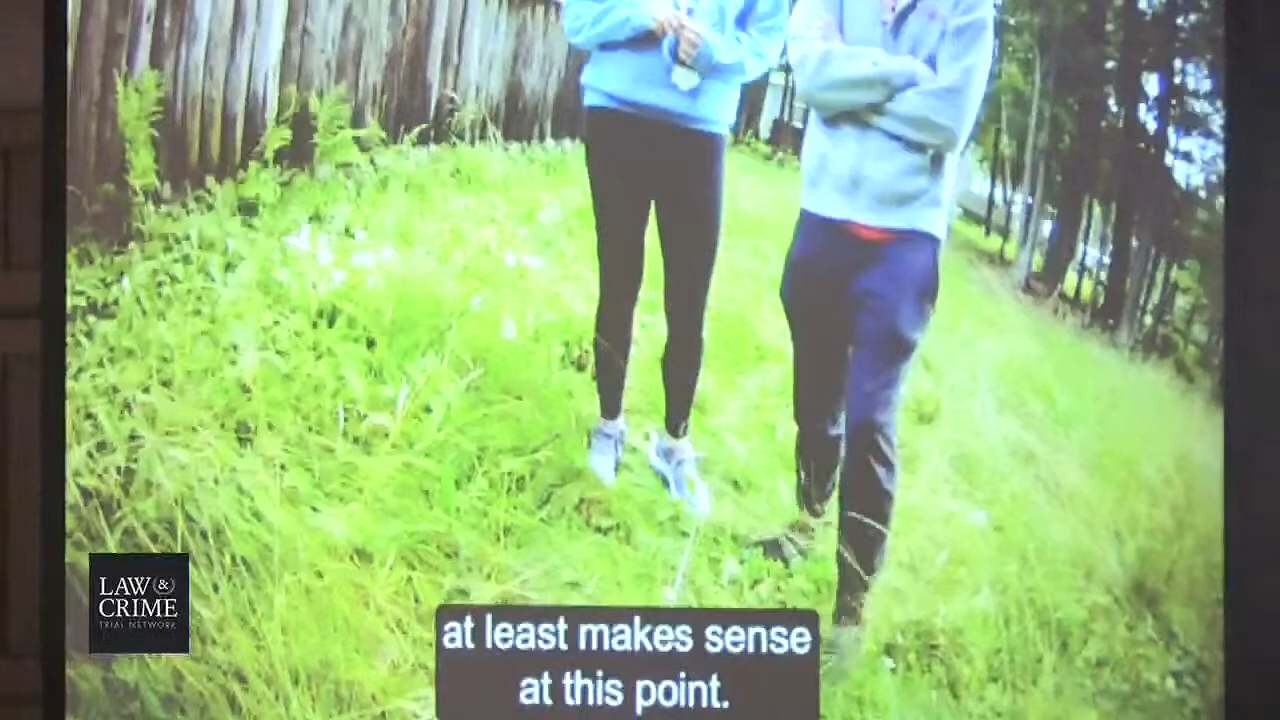 LAW &
CRIME
TRIAL NETWORK
at least makes sense
at this point.